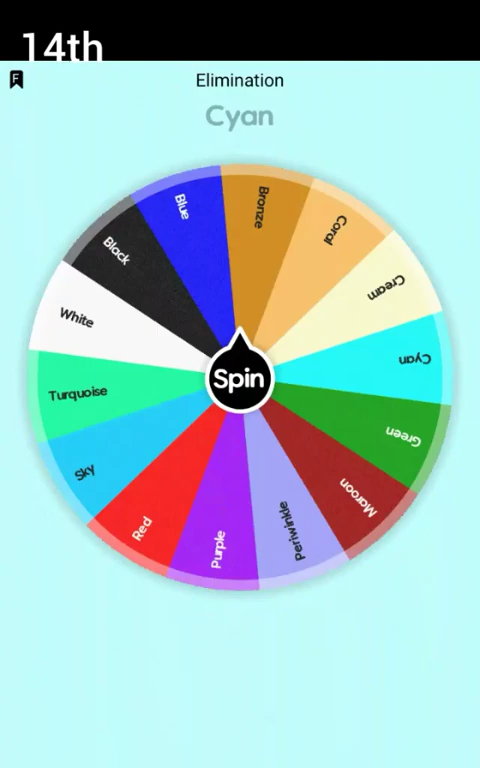 14th
F
Elimination
Cyan
Blue
Bronze
Coral
Cream
Cyan
Green
Maroon
Periwinkle
Purple
Red
Sky
Turquoise
White
Black
Spin